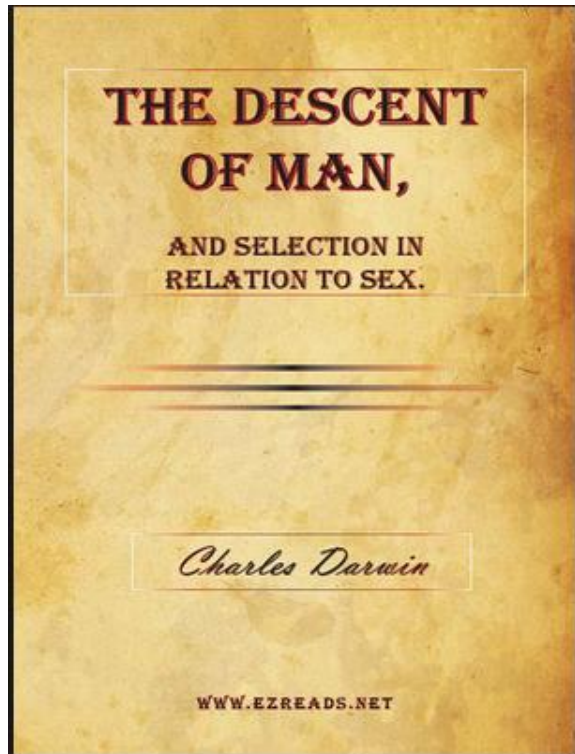 THE DESCENT
OF MAN,
AND SELECTION IN
RELATION TO SEX.
Charles Darwin
WWW.EZREADS.NET